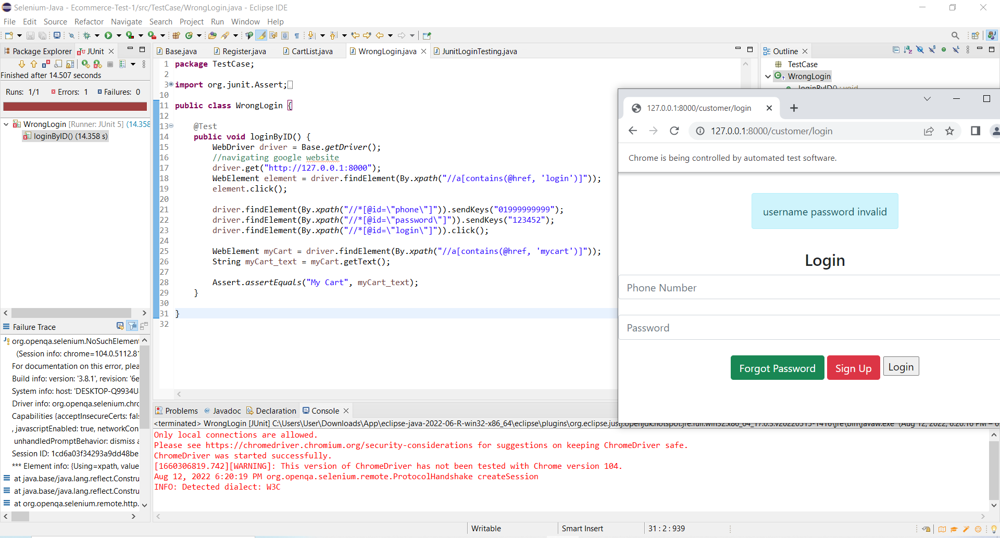 Selenium-Java - Ecommerce-Test-1/src/TestCase/WrongLogin.java - Eclipse IDE
File Edit Source Refactor Navigate Search Project Run Window Help
Package Explorer JUnit
Finished after 14.507 seconds
Runs: 1/1 Errors: 1 Failures: 0
WrongLogin [Runner: JUnit 5] (14.358
loginByID() (14.358 s)
Failure Trace
org.openqa.selenium.NoSuchElement
(Session info: chrome=104.0.5112.81
For documentation on this error, plea
Build info: version: '3.8.1', revision: '6e
System info: host: 'DESKTOP-Q9934U
Driver info: org.openqa.selenium.chro
Capabilities {acceptInsecureCerts: fals
, javascriptEnabled: true, networkCon
unhandledPromptBehavior: dismiss a
Session ID: 1cd6a03f34293a9dd48be
*** Element info: {Using=xpath, value
at java.base/java.lang.reflect.Constru
at java.base/java.lang.reflect.Constru
at org.openqa.selenium.remote.http.
Base.java Register.java CartList.java WrongLogin.java JunitLoginTesting.java
1 package TestCase;
2
3 import org.junit.Assert;
10
11 public class WrongLogin {
12
13 @Test
14 public void loginByID() {
15 WebDriver driver = Base.getDriver();
16 //navigating google website
17 driver.get("http://127.0.0.1:8000");
18 WebElement element = driver.findElement(By.xpath("//a[contains(@href, 'login')]"));
19 element.click();
20
21 driver.findElement(By.xpath("//*[@id=\"phone\"]")).sendKeys("01999999999");
22 driver.findElement(By.xpath("//*[@id=\"password\"]")).sendKeys("123452");
23 driver.findElement(By.xpath("//*[@id=\"login\"]")).click();
24
25 WebElement myCart = driver.findElement(By.xpath("//a[contains(@href, 'mycart')]"));
26 String myCart_text = myCart.getText();
27
28 Assert.assertEquals("My Cart", myCart_text);
29 }
30
31 }
32
Outline
TestCase
WrongLogin
loginByID() : void
127.0.0.1:8000/customer/login
127.0.0.1:8000/customer/login
Chrome is being controlled by automated test software.
username password invalid
Login
Phone Number
Password
Forgot Password Sign Up Login
Problems Javadoc Declaration Console
<terminated> WrongLogin [JUnit] C:\Users\User\Downloads\App\eclipse-java-2022-06-R-win32-x86_64\eclipse\plugins\org.eclipse.justj.openjdk.hotspot.jre.full.win32.x86_64_17.0.3.v20220515-1416\jre\bin\javaw.exe (Aug 12, 2022, 6:20:16 PM – 6
Only local connections are allowed.
Please see https://chromedriver.chromium.org/security-considerations for suggestions on keeping ChromeDriver safe.
ChromeDriver was started successfully.
[1660306819.742][WARNING]: This version of ChromeDriver has not been tested with Chrome version 104.
Aug 12, 2022 6:20:19 PM org.openqa.selenium.remote.ProtocolHandshake createSession
INFO: Detected dialect: W3C
Writable Smart Insert 31 : 2 : 939